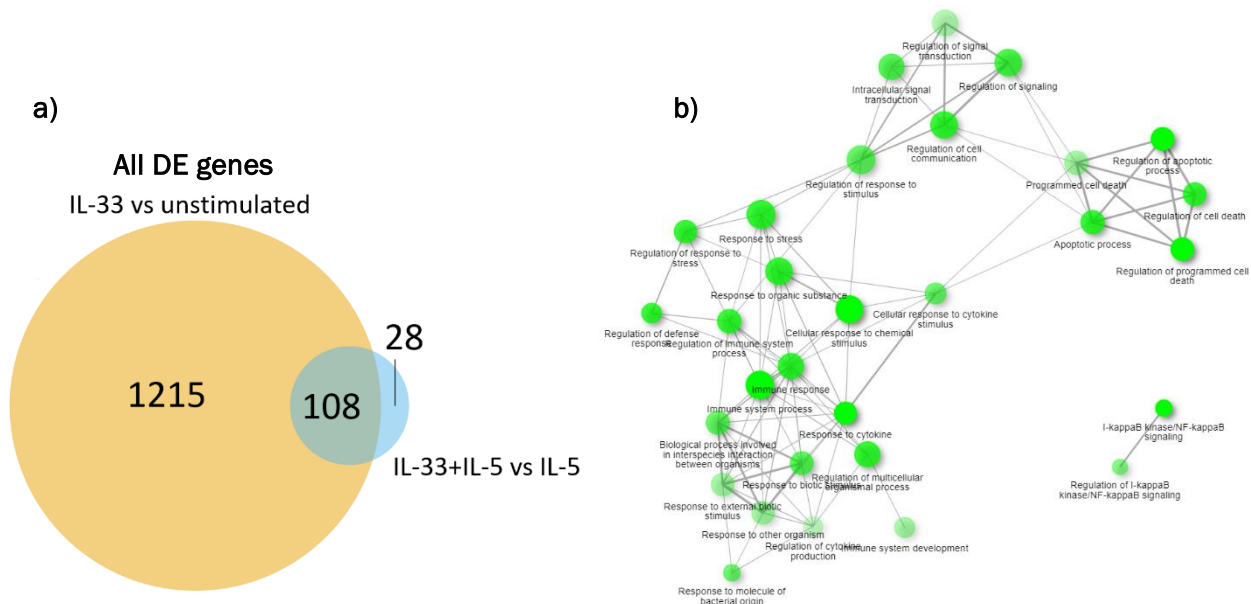 a)
All DE genes
IL-33 vs unstimulated
1215
108
28
IL-33+IL-5 vs IL-5
b)
Regulation of signal
transduction
Intracellular signal
transduction
Regulation of signaling
Regulation of cell
communication
Regulation of response to
stimulus
Regulation of apoptotic
process
Programmed cell death
Regulation of cell death
Apoptotic process
Regulation of programmed cell
death
Response to stress
Regulation of response to
stress
Response to organic substance
Cellular response to cytokine
stimulus
Regulation of defense
response
Regulation of immune system
process
Cellular response to chemical
stimulus
Immune response
Immune system process
Response to cytokine
I-kappaB kinase/NF-kappaB
signaling
Biological process involved
in interspecies interaction
between organisms
Response to biotic stimulus
Regulation of multicellular
organismal process
Regulation of I-kappaB
kinase/NF-kappaB signaling
Response to external biotic
stimulus
Response to other organism
Regulation of cytokine
production
Immune system development
Response to molecule of
bacterial origin